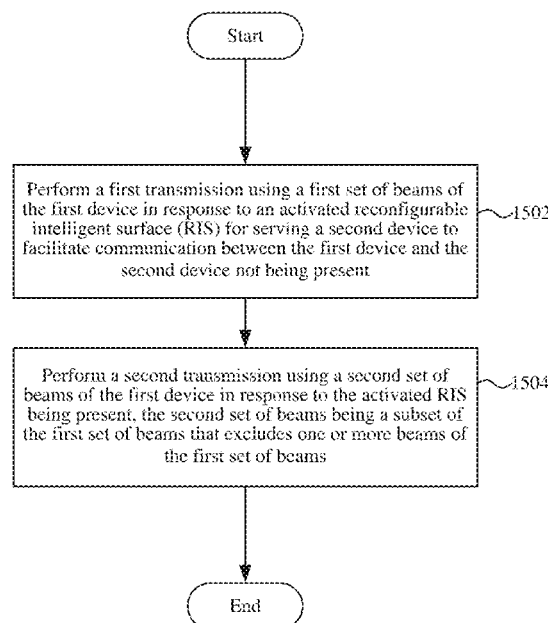 Start
Perform a first transmission using a first set of beams of
the first device in response to an activated reconfigurable
intelligent surface (RIS) for serving a second device to
facilitate communication between the first device and the
second device not being present
1502
Perform a second transmission using a second set of
beams of the first device in response to the activated RIS
being present, the second set of beams being a subset of
the first set of beams that excludes one or more beams of
the first set of beams
1504
End